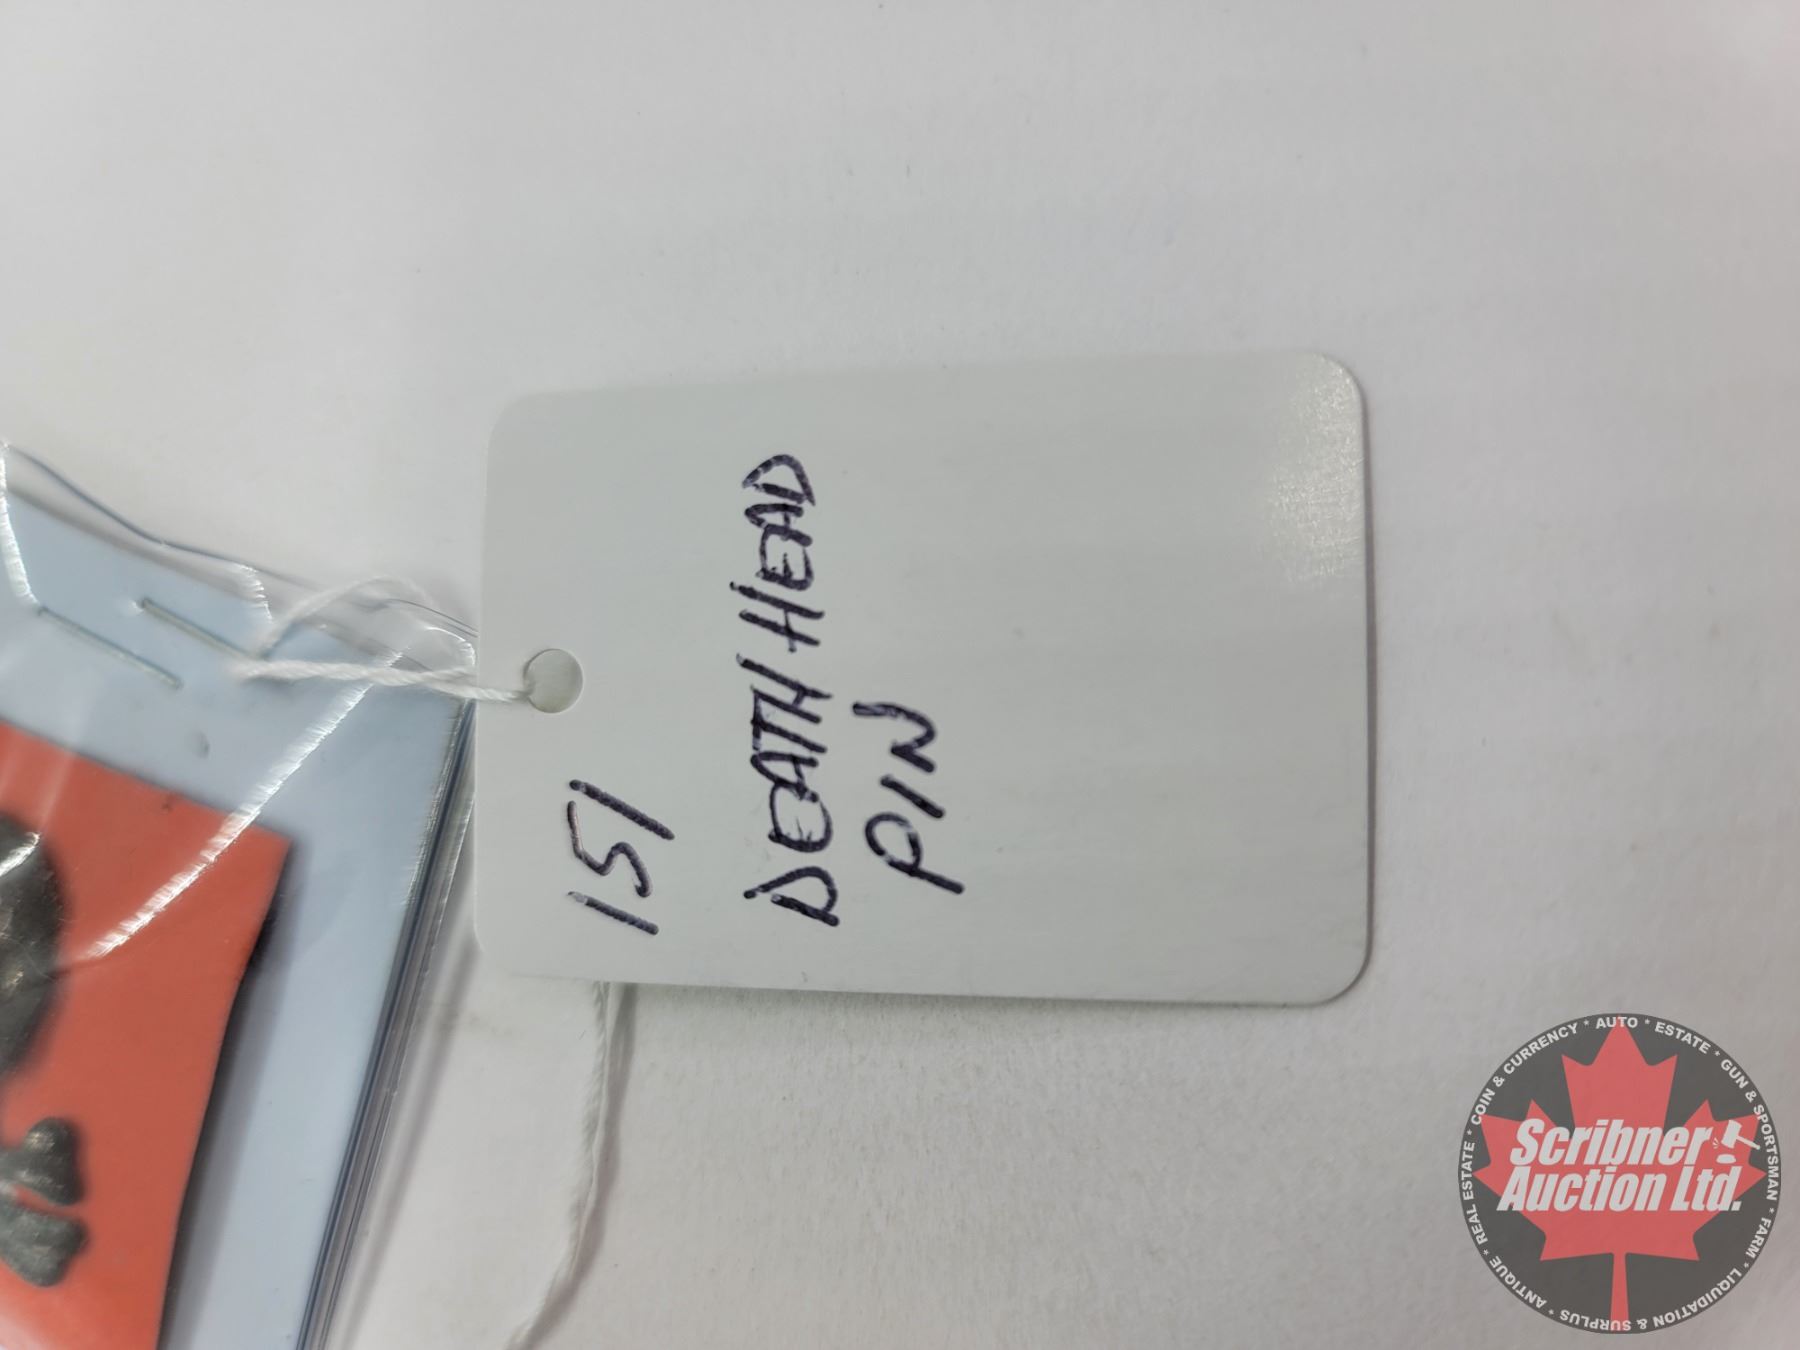 151
DEATH HEAD
PIN
Scribner
Auction Ltd.
ANTIQUE * REAL ESTATE * COIN & CURRENCY * AUTO * ESTATE * GUN & SPORTSMAN * FARM * LIQUIDATION & SURPLUS *